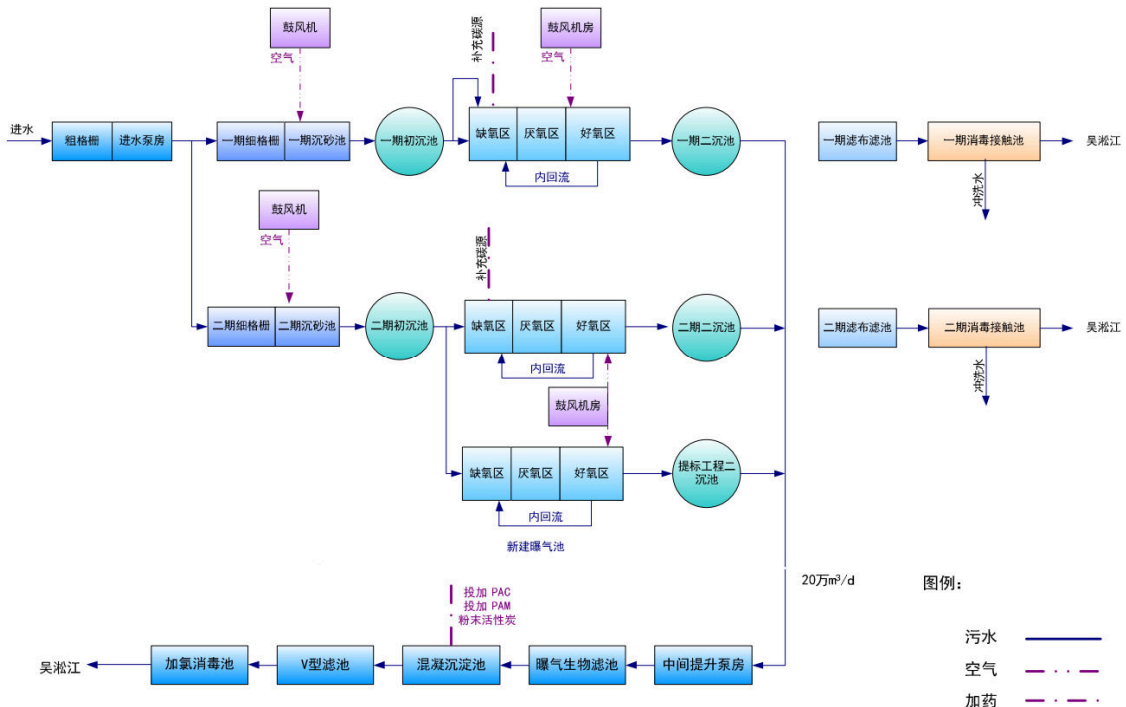 鼓风机
空气
补充碳源
鼓风机房
空气
进水
粗格栅
进水泵房
一期细格栅
一期沉砂池
一期初沉池
缺氧区
厌氧区
好氧区
内回流
一期二沉池
一期滤布滤池
一期消毒接触池
吴淞江
冲洗水
鼓风机
空气
补充碳源
二期细格栅
二期沉砂池
二期初沉池
缺氧区
厌氧区
好氧区
内回流
二期二沉池
二期滤布滤池
二期消毒接触池
吴淞江
冲洗水
鼓风机房
缺氧区
厌氧区
好氧区
内回流
提标工程二
沉池
新建曝气池
20万m³/d
投加 PAC
投加 PAM
粉末活性炭
吴淞江
加氯消毒池
V型滤池
混凝沉淀池
曝气生物滤池
中间提升泵房
图例：
污水
空气
加药